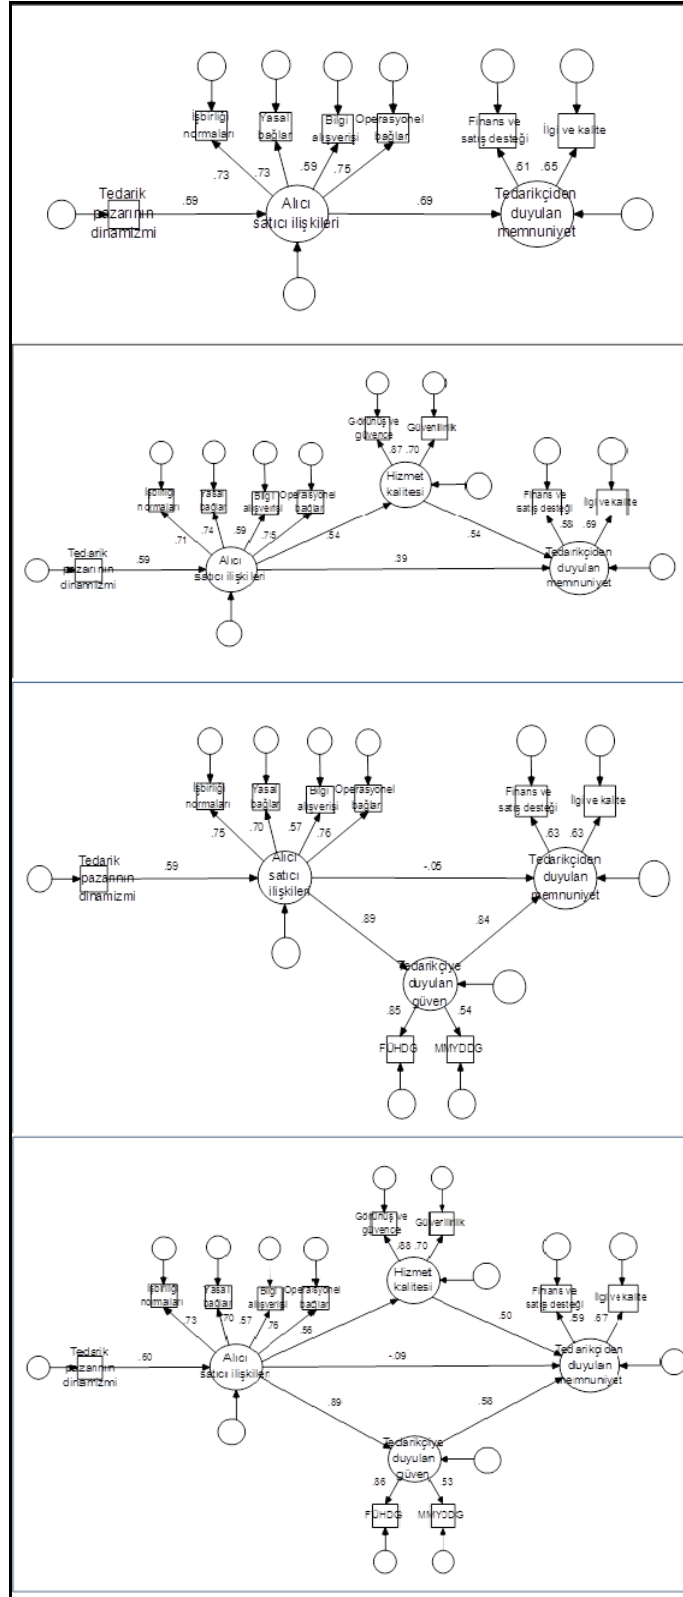 İşbirliği
normaları
Yasal
bağlar
Bilgi
alışverişi
Operasyonel
bağlar
Finans ve
satış desteği
İlgi ve kalite
.73
.73
.59
.75
.61
.65
Tedarik
pazarının
dinamizmi
.59
Alıcı
satıcı ilişkileri
.69
Tedarikçiden
duyulan
memnuniyet
Görünüş ve
güvence
Güvenilirlik
.87
.70
Hizmet
kalitesi
İşbirliği
normaları
Yasal
bağlar
Bilgi
alışverişi
Operasyonel
bağlar
Finans ve
satış desteği
İlgi ve kalite
.71
.74
.59
.75
.54
.54
.58
.69
Tedarik
pazarının
dinamizmi
.59
Alıcı
satıcı ilişkileri
.39
Tedarikçiden
duyulan
memnuniyet
İşbirliği
normaları
Yasal
bağlar
Bilgi
alışverişi
Operasyonel
bağlar
Finans ve
satış desteği
İlgi ve kalite
.75
.70
.57
.76
.63
.63
Tedarik
pazarının
dinamizmi
.59
Alıcı
satıcı
ilişkileri
-.05
Tedarikçiden
duyulan
memnuniyet
.89
.84
Tedarikçiye
duyulan
güven
.85
.54
FÜHDG
MMYDDG
Görünüş ve
güvence
Güvenilirlik
.88
.70
Hizmet
kalitesi
İşbirliği
normaları
Yasal
bağlar
Bilgi
alışverişi
Operasyonel
bağlar
Finans ve
satış desteği
İlgi ve kalite
.73
.70
.57
.76
.56
.50
.59
.67
Tedarik
pazarının
dinamizmi
.60
Alıcı
satıcı ilişkileri
-.09
Tedarikçiden
duyulan
memnuniyet
.89
.58
Tedarikçiye
duyulan
güven
.86
.53
FÜHDG
MMYDDG